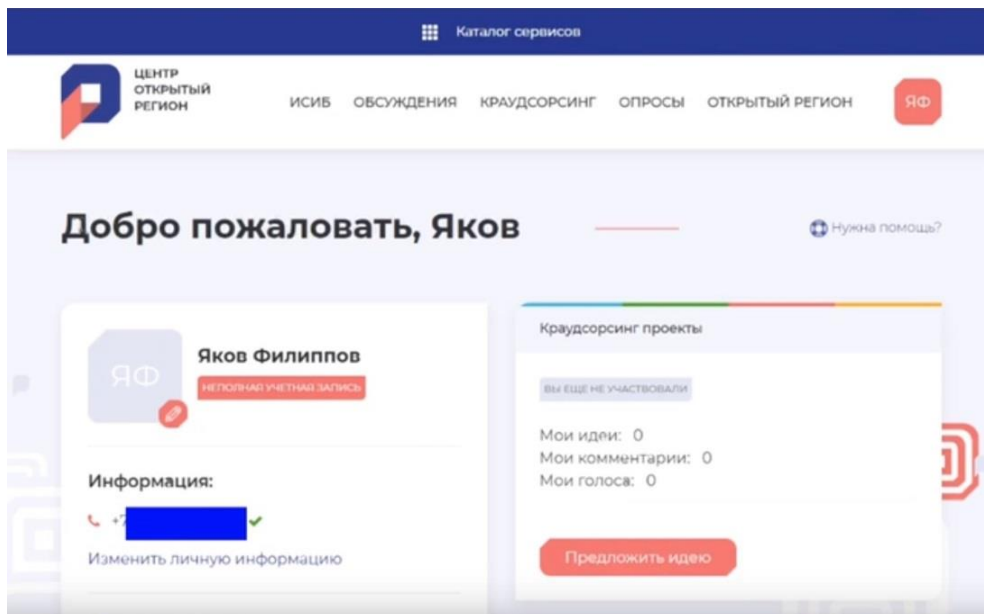 Каталог сервисов
ЦЕНТР
ОТКРЫТЫЙ
РЕГИОН
ИСИБ ОБСУЖДЕНИЯ КРАУДСОРСИНГ ОПРОСЫ ОТКРЫТЫЙ РЕГИОН ЯФ
Добро пожаловать, Яков
Нужна помощь?
ЯФ
Яков Филиппов
НЕПОЛНАЯ УЧЕТНАЯ ЗАПИСЬ
Информация:
+7
Изменить личную информацию
Краудсорсинг проекты
ВЫ ЕЩЕ НЕ УЧАСТВОВАЛИ
Мои идеи: 0
Мои комментарии: 0
Мои голоса: 0
Предложить идею